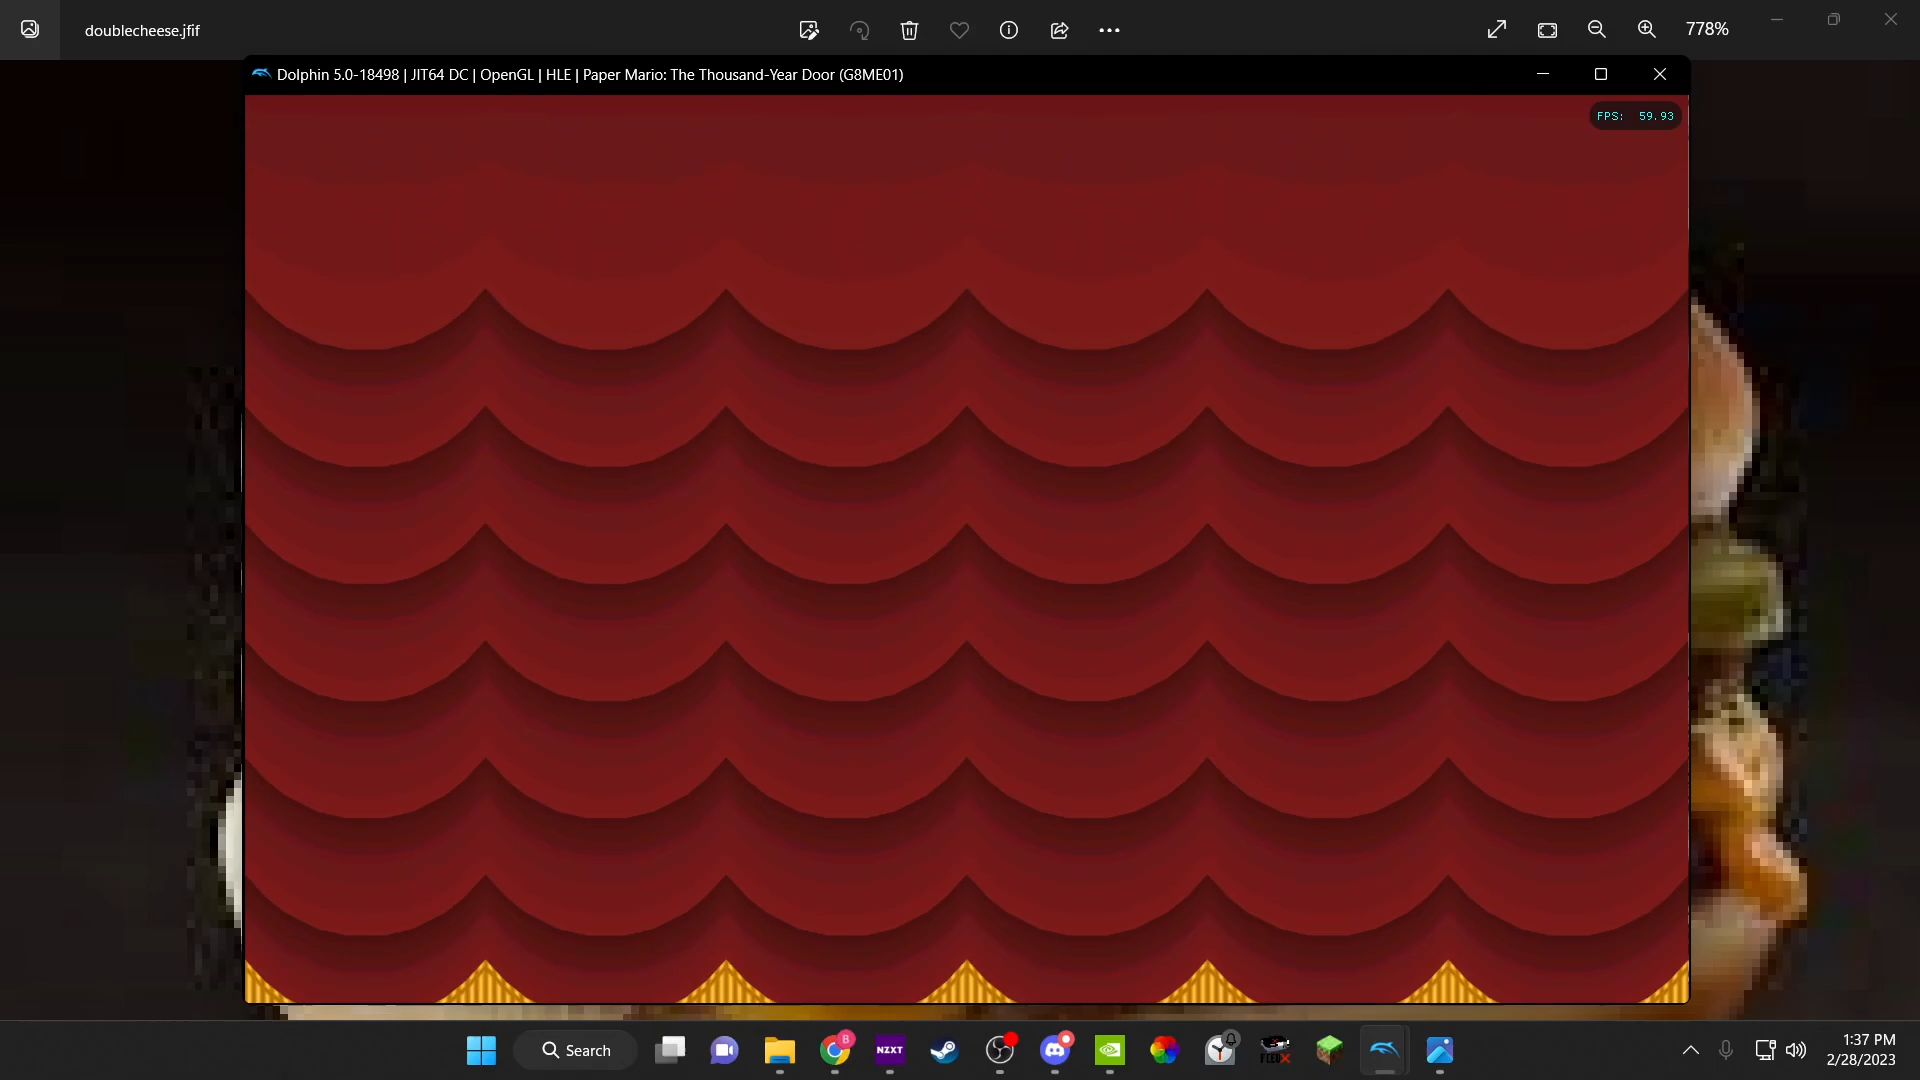 doublecheese.jfif
778%
Dolphin 5.0-18498 | JIT64 DC | OpenGL | HLE | Paper Mario: The Thousand-Year Door (G8ME01)
FPS: 59.93
Search
B
NZXT
1:37 PM
2/28/2023